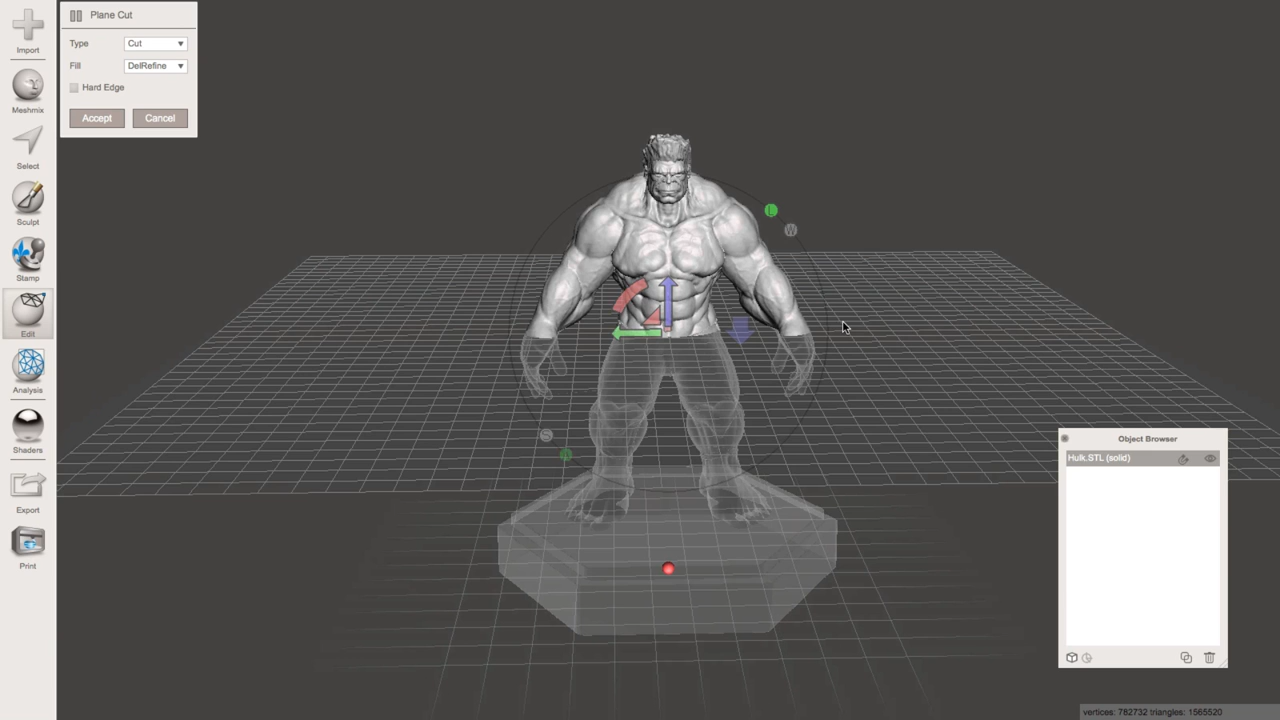 Import
Meshmix
Select
Sculpt
Stamp
Edit
Analysis
Shaders
Export
Print
Plane Cut
Type Cut
Fill DelRefine
Hard Edge
Accept Cancel
L
W
S
Object Browser
Hulk.STL (solid)
vertices: 782732 triangles: 1565520